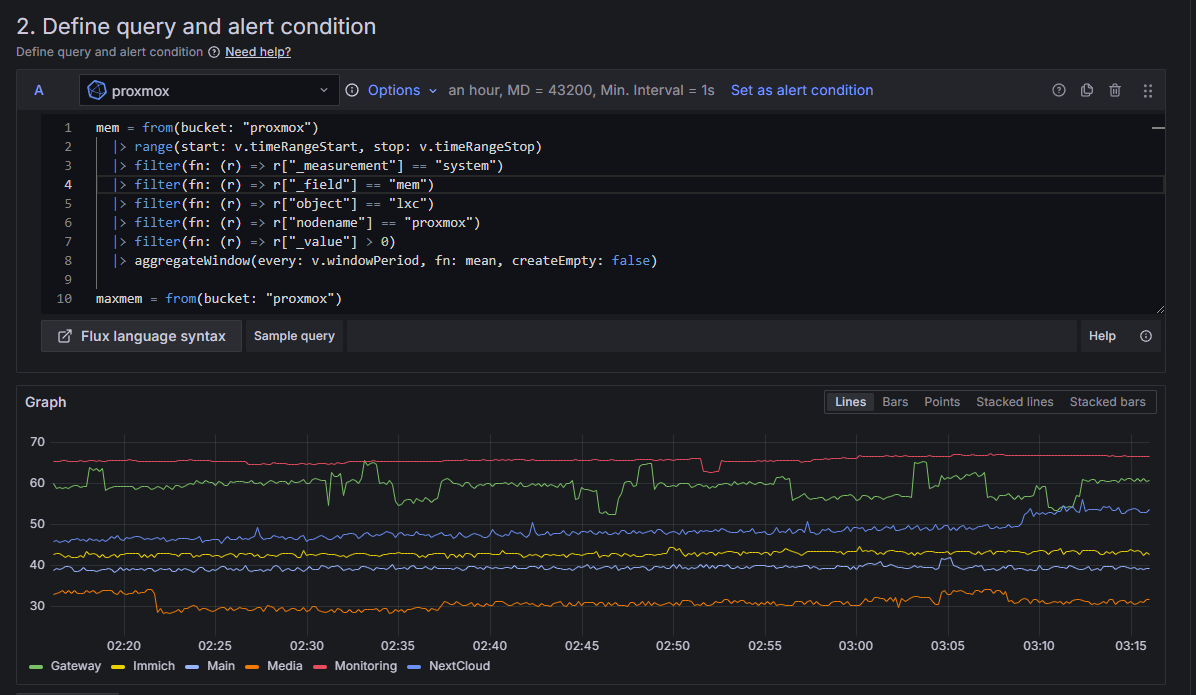 2. Define query and alert condition
Define query and alert condition Need help?
A proxmox Options an hour, MD = 43200, Min. Interval = 1s Set as alert condition
1 mem = from(bucket: "proxmox")
2 |> range(start: v.timeRangeStart, stop: v.timeRangeStop)
3 |> filter(fn: (r) => r["_measurement"] == "system")
4 |> filter(fn: (r) => r["_field"] == "mem")
5 |> filter(fn: (r) => r["object"] == "lxc")
6 |> filter(fn: (r) => r["nodename"] == "proxmox")
7 |> filter(fn: (r) => r["_value"] > 0)
8 |> aggregateWindow(every: v.windowPeriod, fn: mean, createEmpty: false)
9
10 maxmem = from(bucket: "proxmox")
Flux language syntax Sample query Help
Graph Lines Bars Points Stacked lines Stacked bars
70
60
50
40
30
02:20 02:25 02:30 02:35 02:40 02:45 02:50 02:55 03:00 03:05 03:10 03:15
Gateway Immich Main Media Monitoring NextCloud